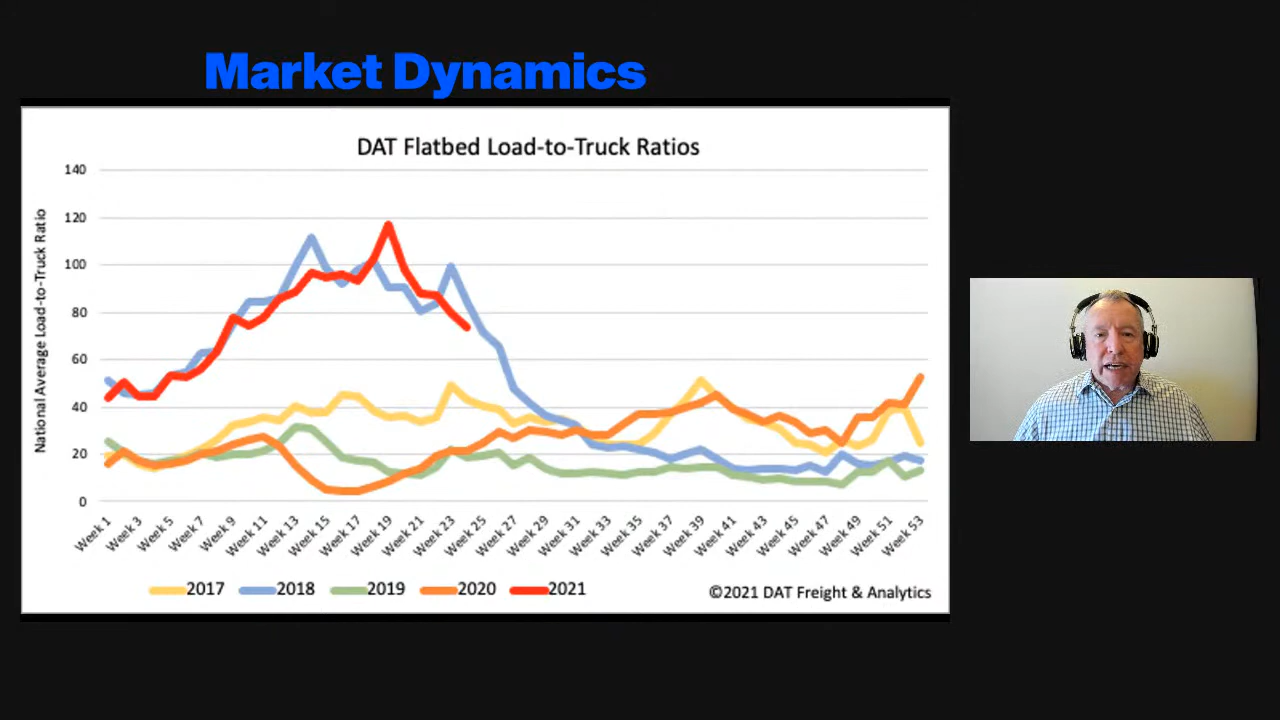 Market Dynamics
DAT Flatbed Load-to-Truck Ratios
National Average Load-to-Truck Ratio
140
120
100
80
60
40
20
0
Week 1
Week 3
Week 5
Week 7
Week 9
Week 11
Week 13
Week 15
Week 17
Week 19
Week 21
Week 23
Week 25
Week 27
Week 29
Week 31
Week 33
Week 35
Week 37
Week 39
Week 41
Week 43
Week 45
Week 47
Week 49
Week 51
Week 53
2017 2018 2019 2020 2021
©2021 DAT Freight & Analytics